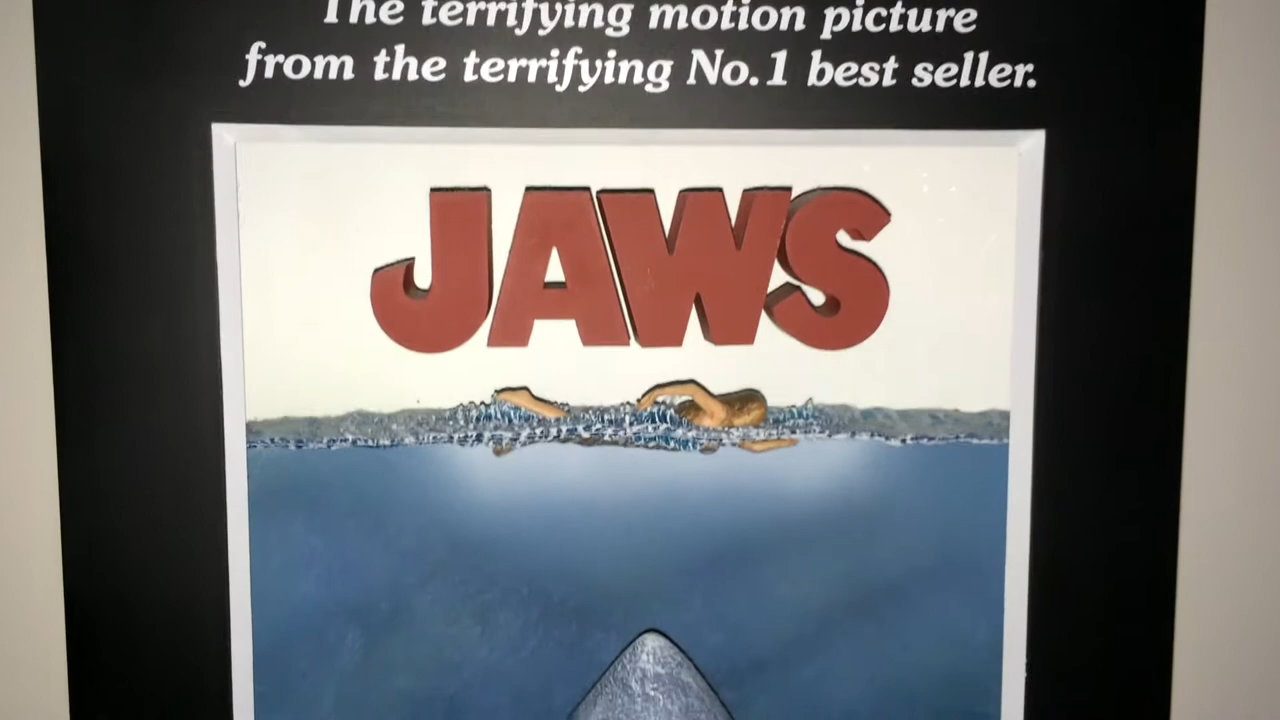 The terrifying motion picture
from the terrifying No.1 best seller.
JAWS